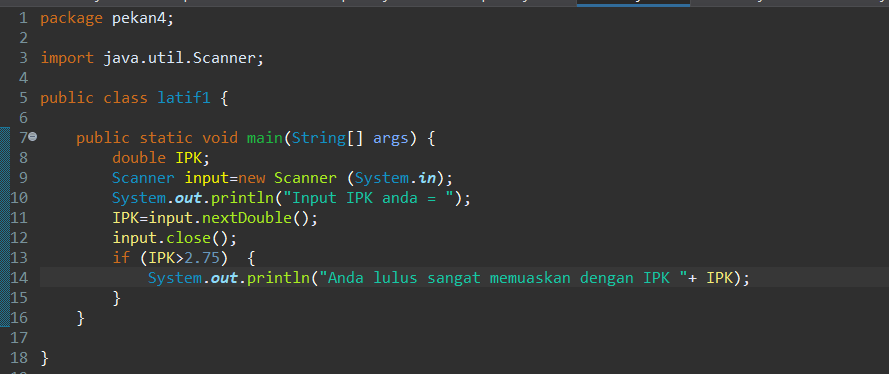 1 package pekan4;
2
3 import java.util.Scanner;
4
5 public class latif1 {
6
7     public static void main(String[] args) {
8         double IPK;
9         Scanner input=new Scanner (System.in);
10         System.out.println("Input IPK anda = ");
11         IPK=input.nextDouble();
12         input.close();
13         if (IPK>2.75)  {
14             System.out.println("Anda lulus sangat memuaskan dengan IPK "+ IPK);
15         }
16     }
17
18 }